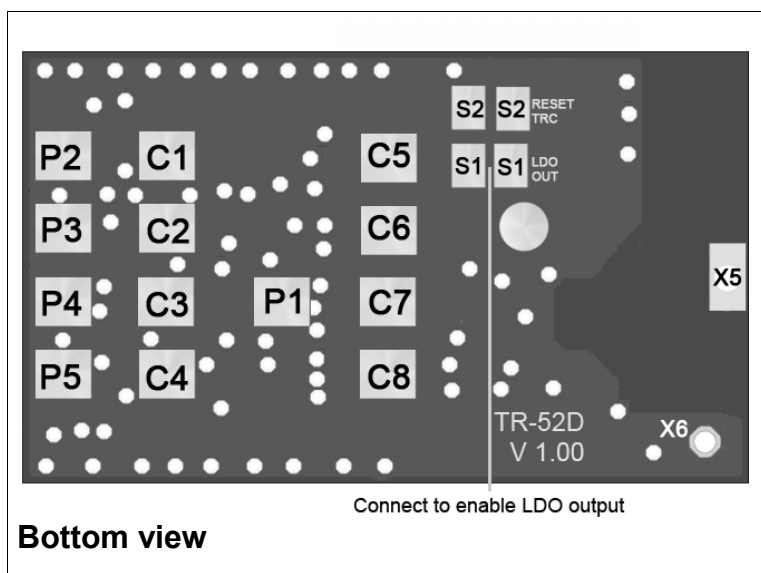 S2 S2 RESET
TRC
P2 C1 C5 S1 S1 LDO
OUT
P3 C2 C6
X5
P4 C3 P1 C7
P5 C4 C8
TR-52D
X6
V 1.00
Connect to enable LDO output
Bottom view